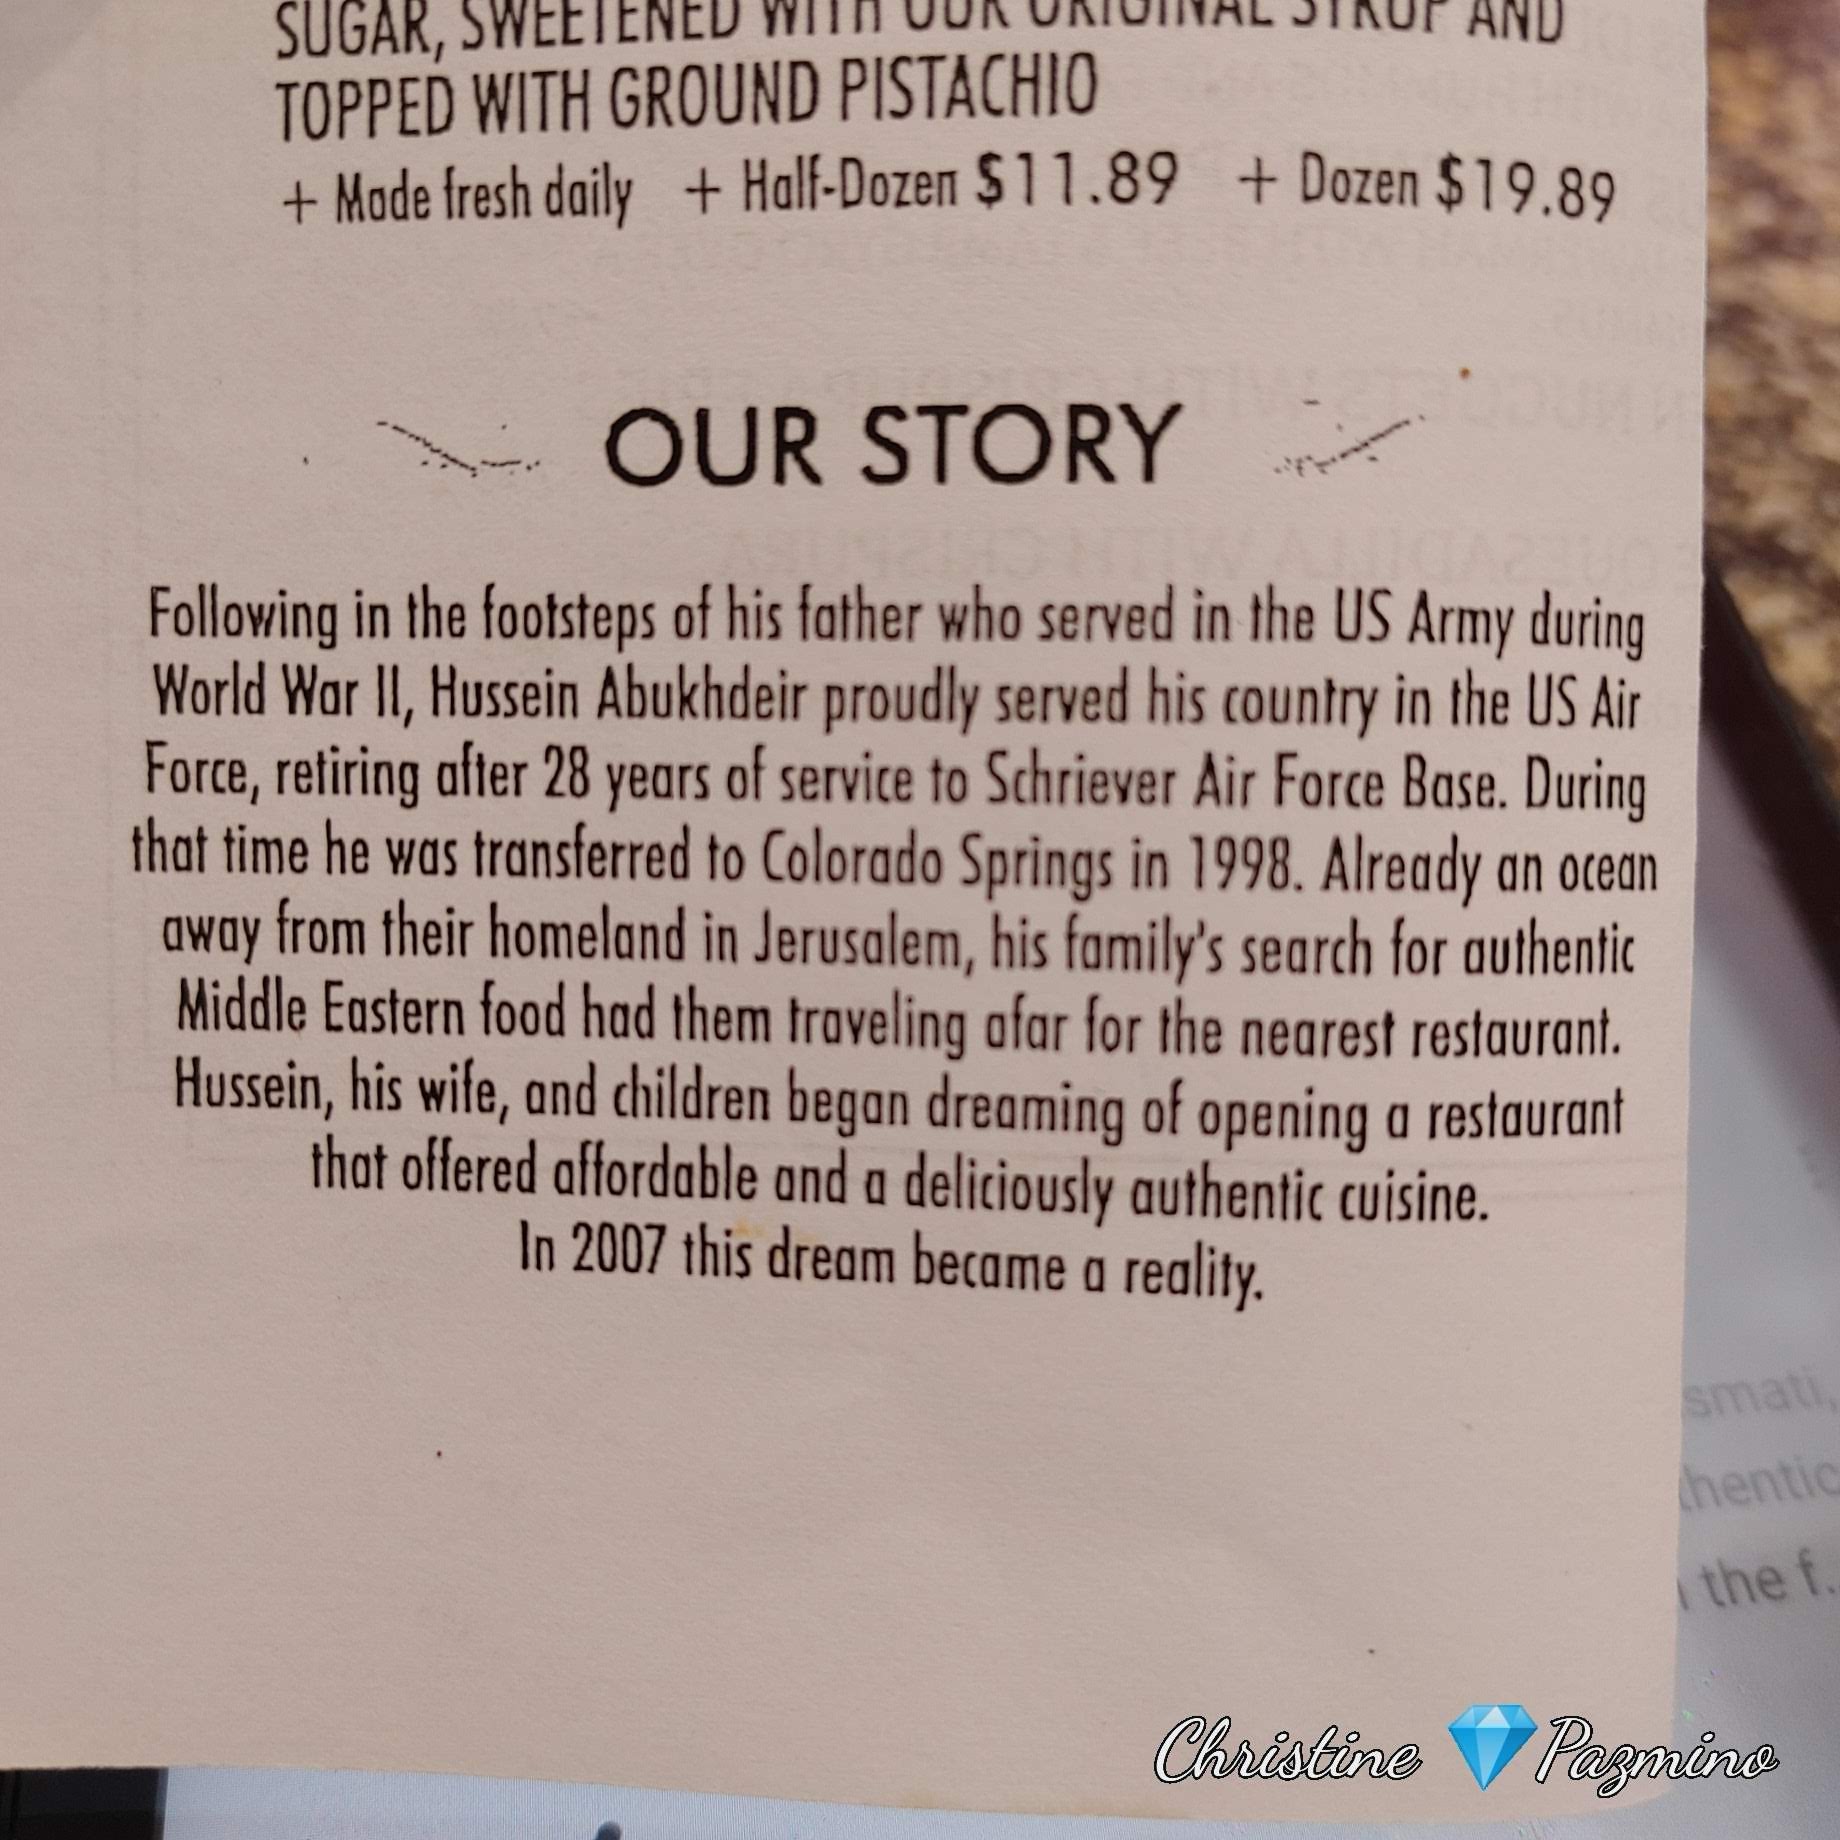 SUGAR, SWEETENED WITH OUR ORIGINAL SYRUP AND
TOPPED WITH GROUND PISTACHIO
+ Made fresh daily + Half-Dozen $11.89 + Dozen $19.89
OUR STORY
Following in the footsteps of his father who served in the US Army during
World War II, Hussein Abukhdeir proudly served his country in the US Air
Force, retiring after 28 years of service to Schriever Air Force Base. During
that time he was transferred to Colorado Springs in 1998. Already an ocean
away from their homeland in Jerusalem, his family's search for authentic
Middle Eastern food had them traveling afar for the nearest restaurant.
Hussein, his wife, and children began dreaming of opening a restaurant
that offered affordable and a deliciously authentic cuisine.
In 2007 this dream became a reality.
smati,
hentic
the f...
Christine 💎 Pazmino